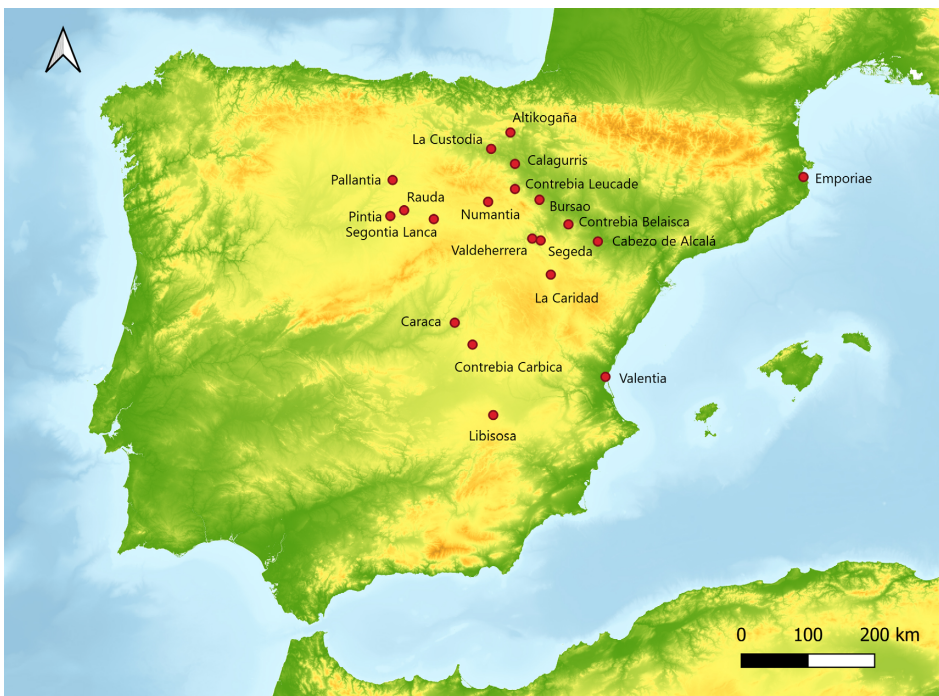 Altikogaña
La Custodia
Calagurris
Pallantia
Emporiae
Contrebia Leucade
Rauda
Bursao
Pintia
Numantia
Contrebia Belaisca
Segontia Lanca
Cabezo de Alcalá
Valdeherrera
Segeda
La Caridad
Caraca
Contrebia Carbica
Valentia
Libisosa
0 100 200 km